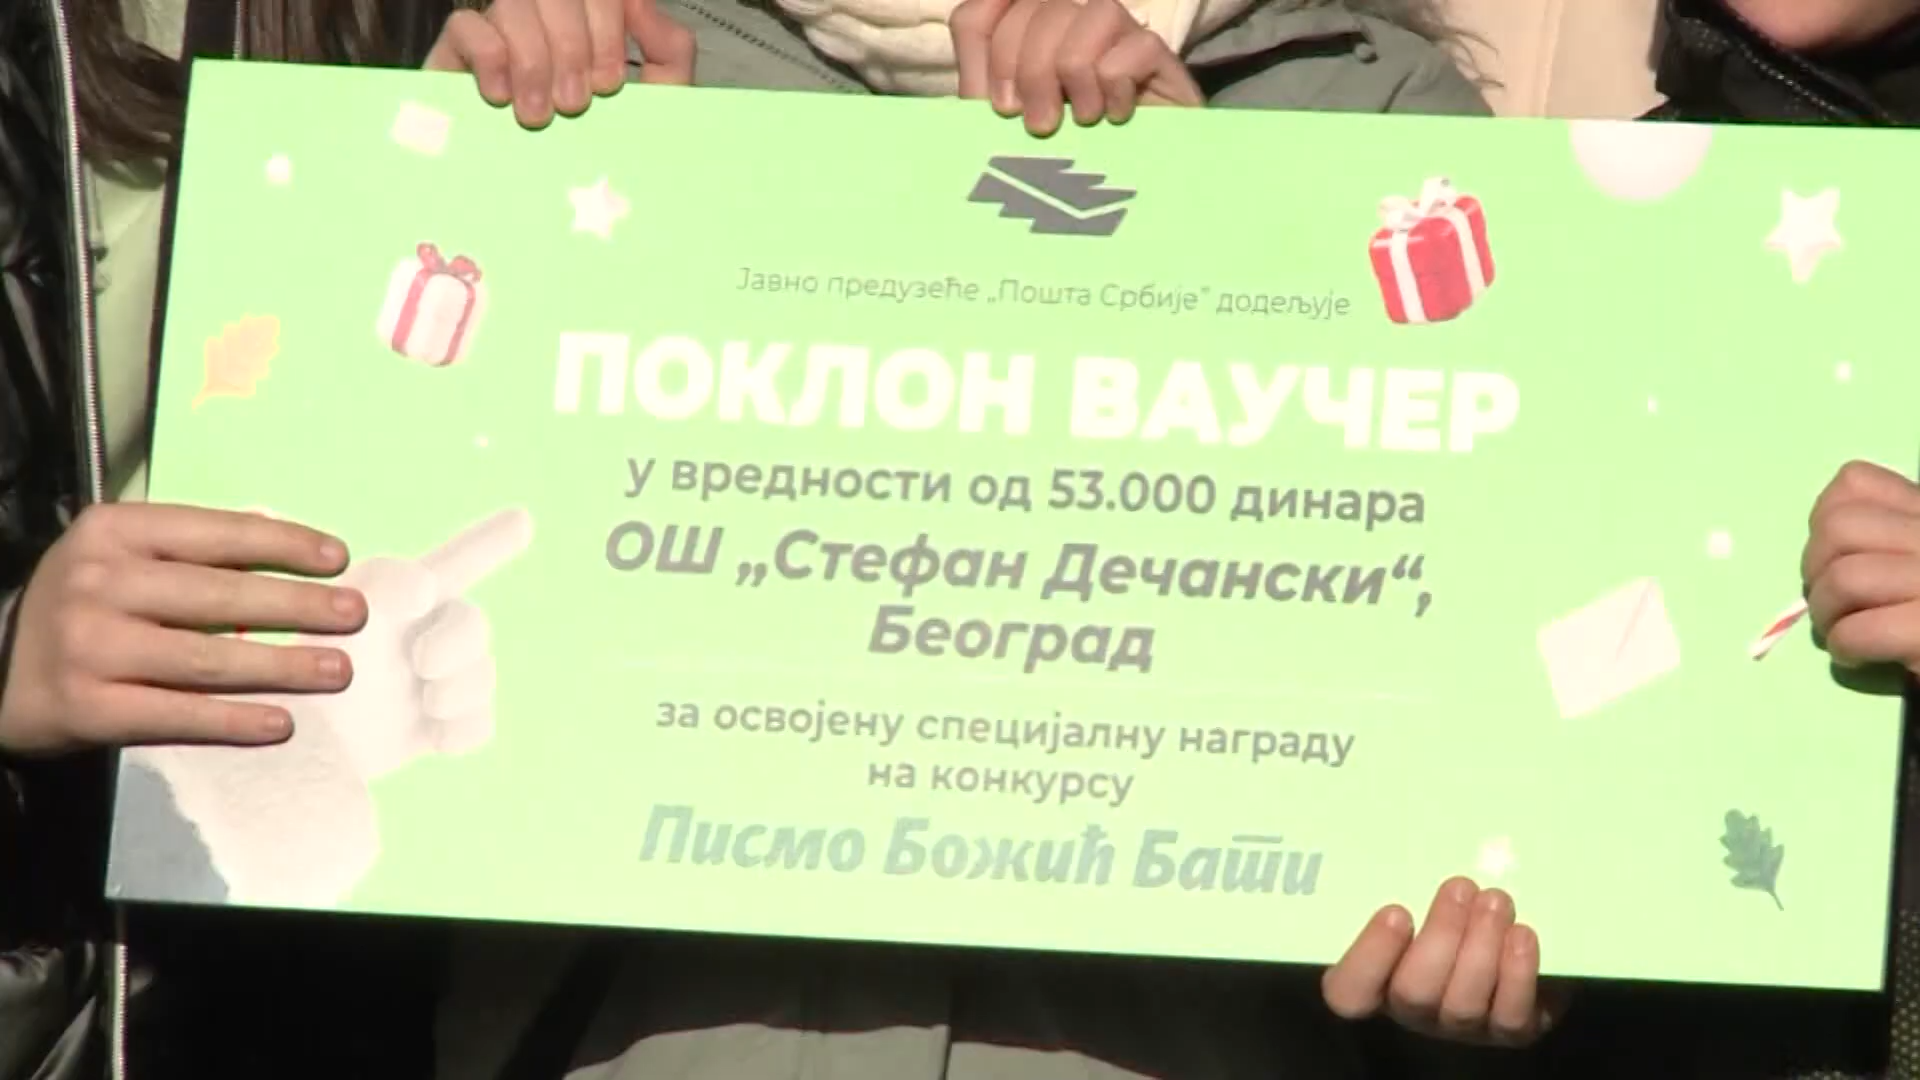 Јавно предузеће „Пошта Србије” додељује
ПОКЛОН ВАУЧЕР
у вредности од 53.000 динара
ОШ „Стефан Дечански“,
Београд
за освојену специјалну награду
на конкурсу
Писмо Божић Бати